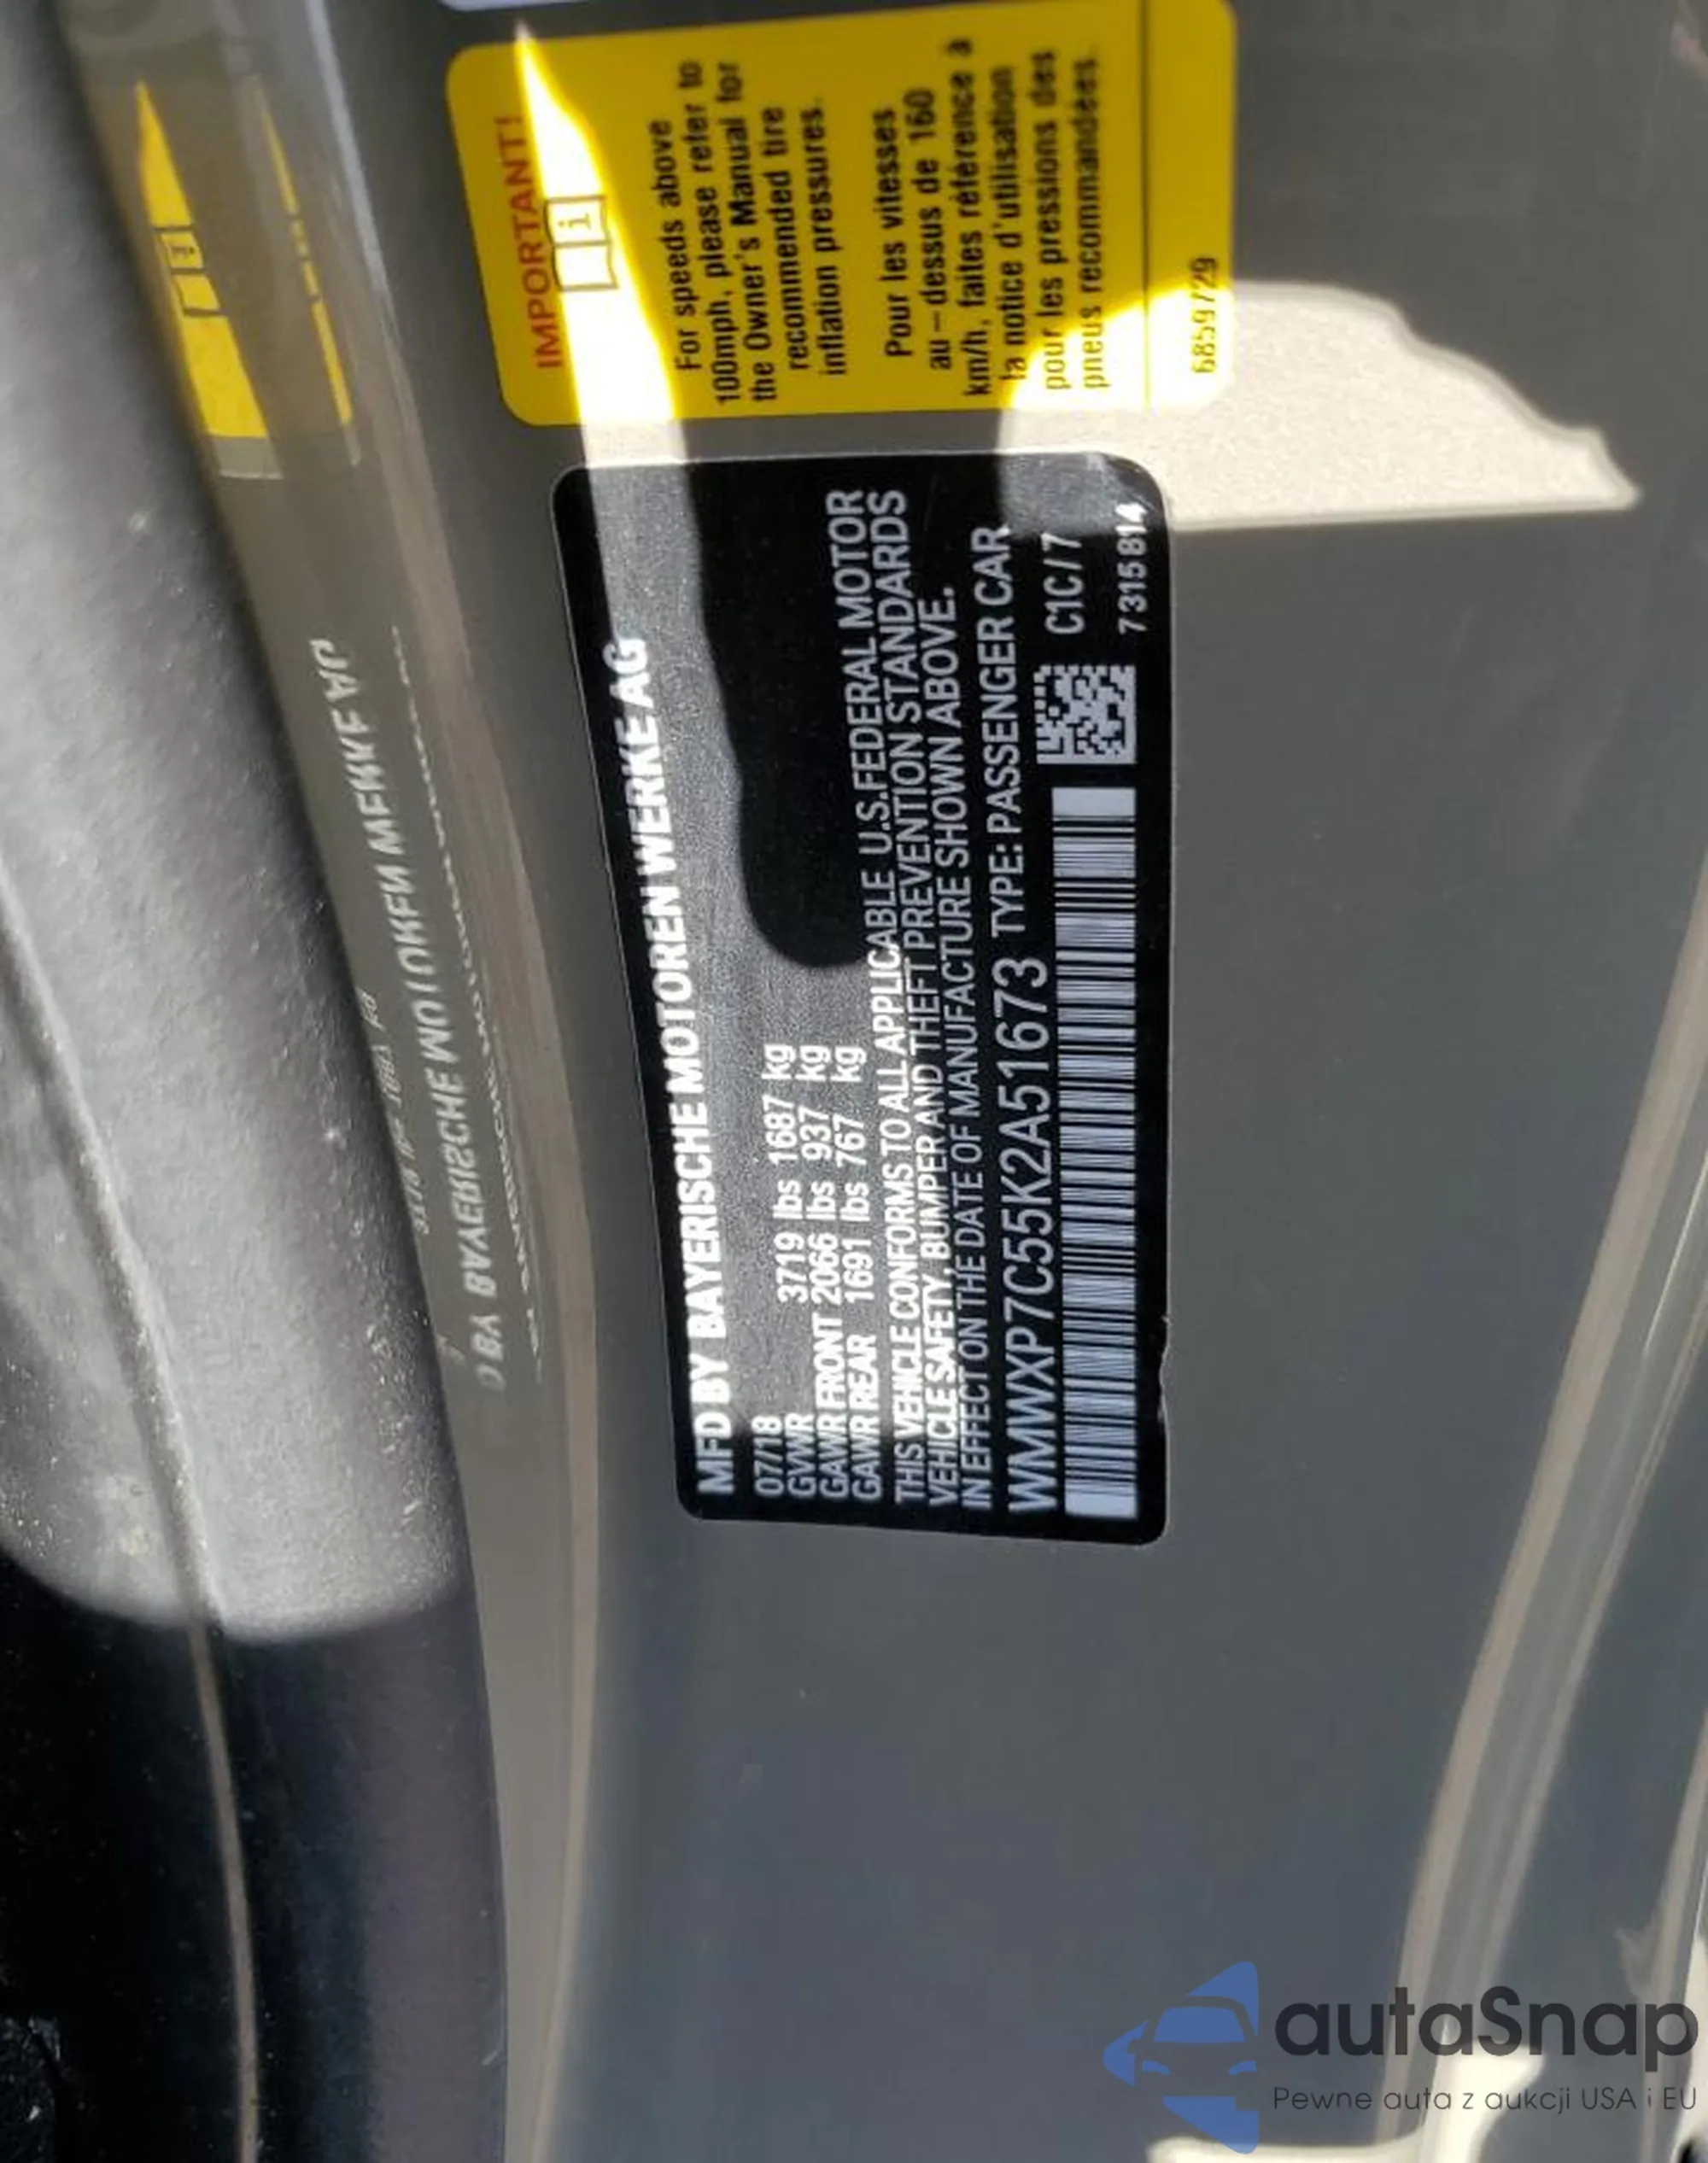 IMPORTANT!
i
For speeds above
100mph, please refer to
the Owner's Manual for
recommended tire
inflation pressures.
Pour les vitesses
au-dessus de 160
km/h, faites référence à
la notice d'utilisation
pour les pressions des
pneus recommandées.
6859729
MFD BY BAYERISCHE MOTOREN WERKE AG
07/18
GVWR 3719 lbs 1687 kg
GAWR FRONT 2066 lbs 937 kg
GAWR REAR 1691 lbs 767 kg
THIS VEHICLE CONFORMS TO ALL APPLICABLE U.S.FEDERAL MOTOR
VEHICLE SAFETY, BUMPER AND THEFT PREVENTION STANDARDS
IN EFFECT ON THE DATE OF MANUFACTURE SHOWN ABOVE.
WMWXP7C55K2A51673 TYPE: PASSENGER CAR
C1C/7
7315814
autaSnap
Pewne auta z aukcji USA i EU